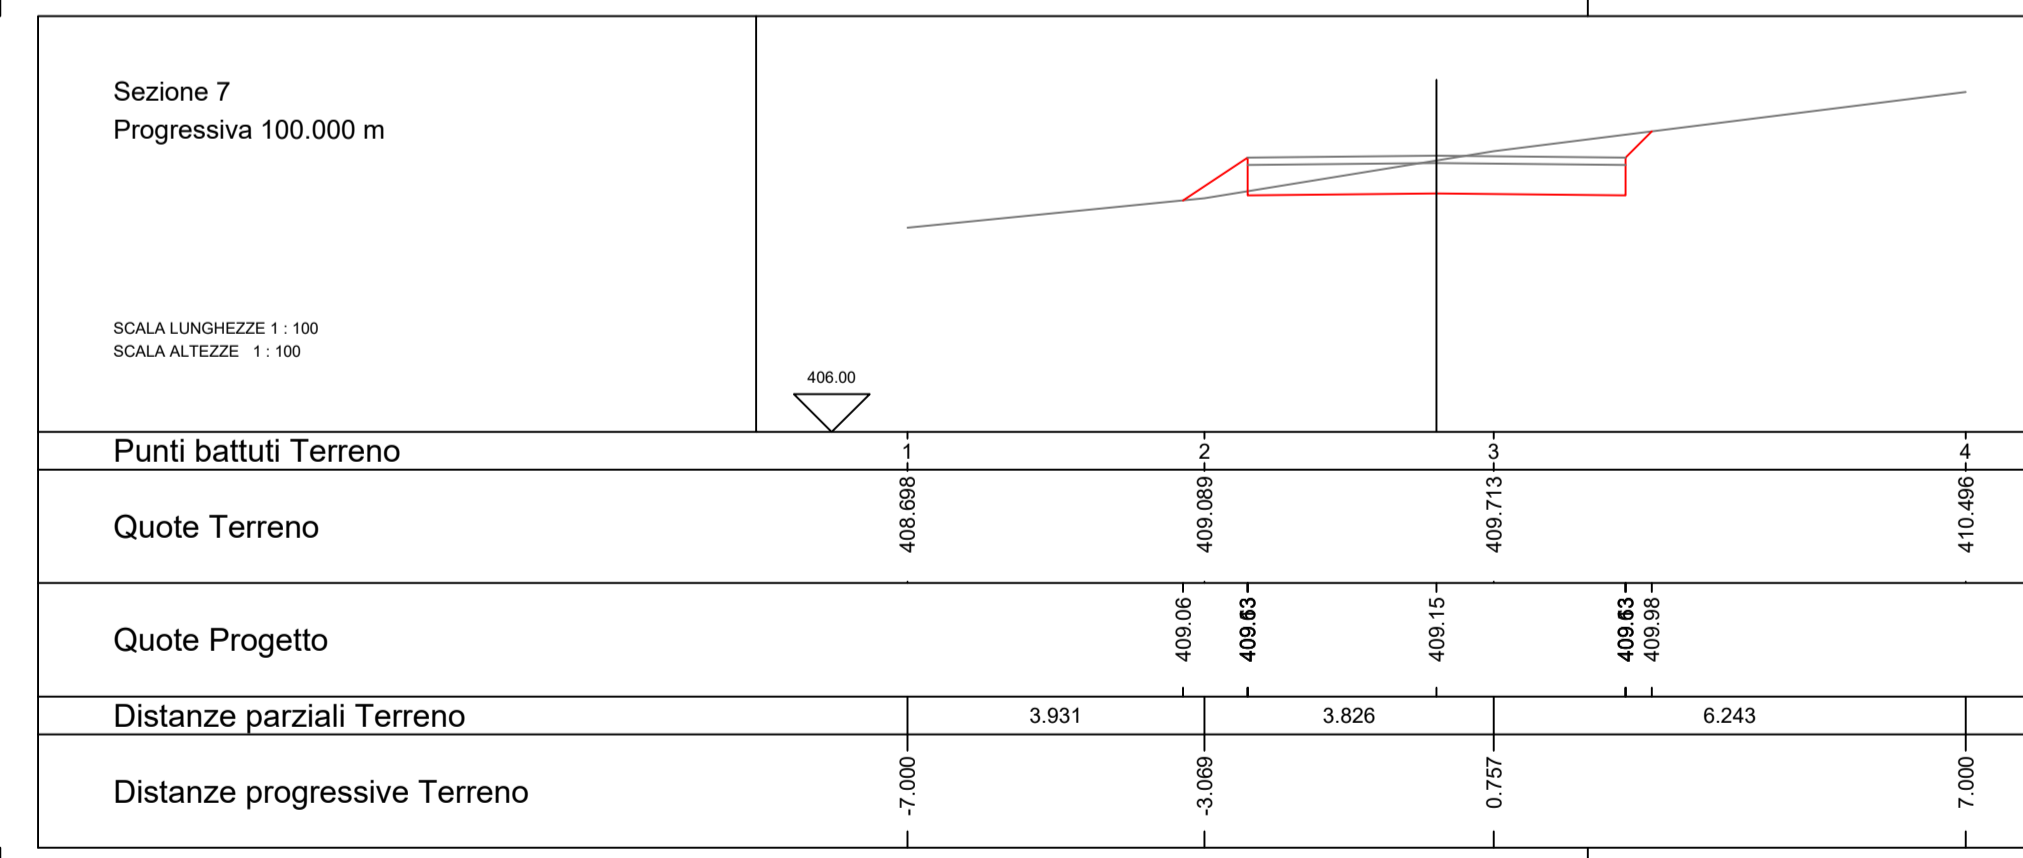 Sezione 7
Progressiva 100.000 m
SCALA LUNGHEZZE 1 : 100
SCALA ALTEZZE 1 : 100
406.00
Punti battuti Terreno 1 2 3 4
Quote Terreno 408.698 409.089 409.713 410.496
Quote Progetto 409.06 409.15 409.98
Distanze parziali Terreno 3.931 3.826 6.243
Distanze progressive Terreno -7.000 -3.069 0.757 7.000